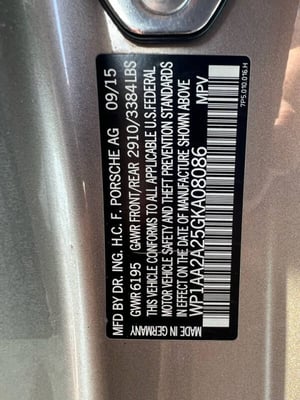 MFD BY DR. ING. H.C. F. PORSCHE AG 09/15
GWR 6195 GAWR FRONT/REAR 2910/3384 LBS
THIS VEHICLE CONFORMS TO ALL APPLICABLE U.S.FEDERAL
MOTOR VEHICLE SAFETY AND THEFT PREVENTION STANDARDS
IN EFFECT ON THE DATE OF MANUFACTURE SHOWN ABOVE
WP1AA2A25GKA08086 MPV
MADE IN GERMANY
7P5.010.016.H